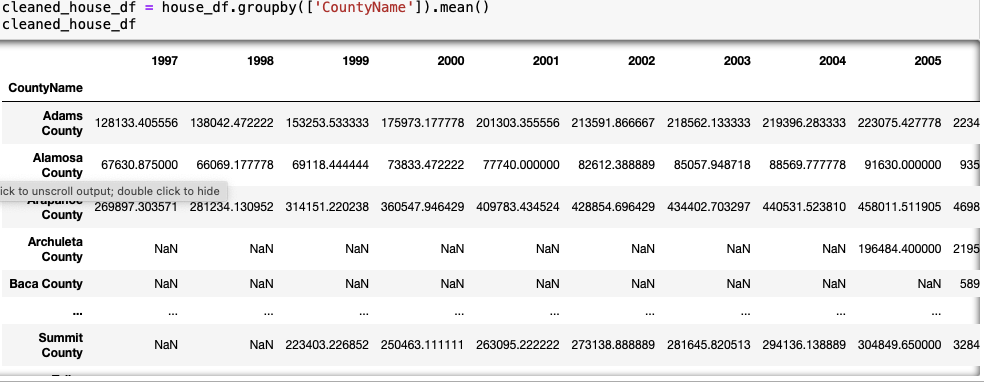 cleaned_house_df = house_df.groupby(['CountyName']).mean()
cleaned_house_df
1997 1998 1999 2000 2001 2002 2003 2004 2005
CountyName
Adams County 128133.405556 138042.472222 153253.533333 175973.177778 201303.355556 213591.866667 218562.133333 219396.283333 223075.427778 2234
Alamosa County 67630.875000 66069.177778 69118.444444 73833.472222 77740.000000 82612.388889 85057.948718 88569.777778 91630.000000 935
ick to unscroll output; double click to hide
Arapahoe County 269897.303571 281234.130952 314151.220238 360547.946429 409783.434524 428854.696429 434402.703297 440531.523810 458011.511905 4698
Archuleta County NaN NaN NaN NaN NaN NaN NaN NaN 196484.400000 2195
Baca County NaN NaN NaN NaN NaN NaN NaN NaN NaN 589
... ... ... ... ... ... ... ... ... ...
Summit County NaN NaN 223403.226852 250463.111111 263095.222222 273138.888889 281645.820513 294136.138889 304849.650000 3284